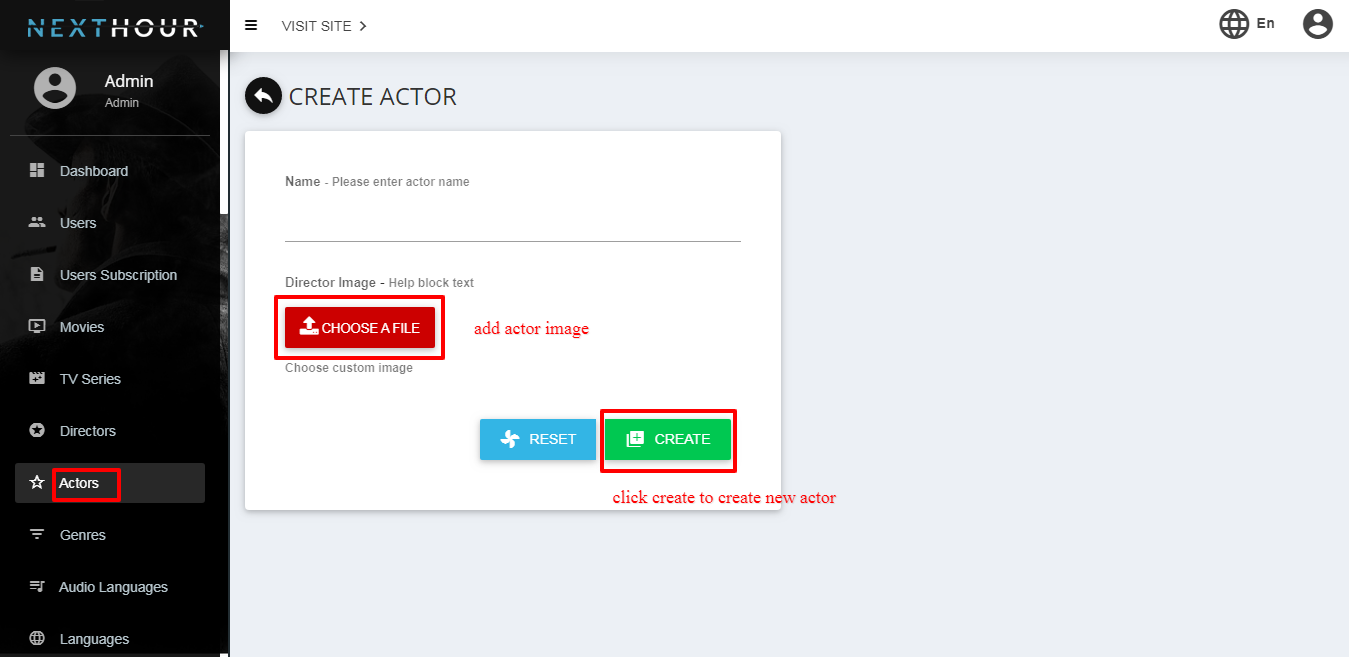 NEXTHOUR
VISIT SITE
En
Admin
Admin
Dashboard
Users
Users Subscription
Movies
TV Series
Directors
Actors
Genres
Audio Languages
Languages
CREATE ACTOR
Name - Please enter actor name
Director Image - Help block text
CHOOSE A FILE
add actor image
Choose custom image
RESET
CREATE
click create to create new actor